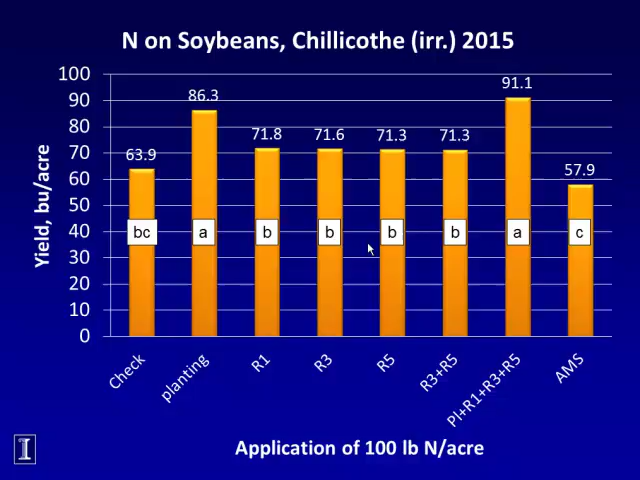 N on Soybeans, Chillicothe (irr.) 2015
Yield, bu/acre
100
90
80
70
60
50
40
30
20
10
0
63.9
86.3
71.8
71.6
71.3
71.3
91.1
57.9
bc
a
b
b
b
b
a
c
Check
planting
R1
R3
R5
R3+R5
Pl+R1+R3+R5
AMS
Application of 100 lb N/acre
I